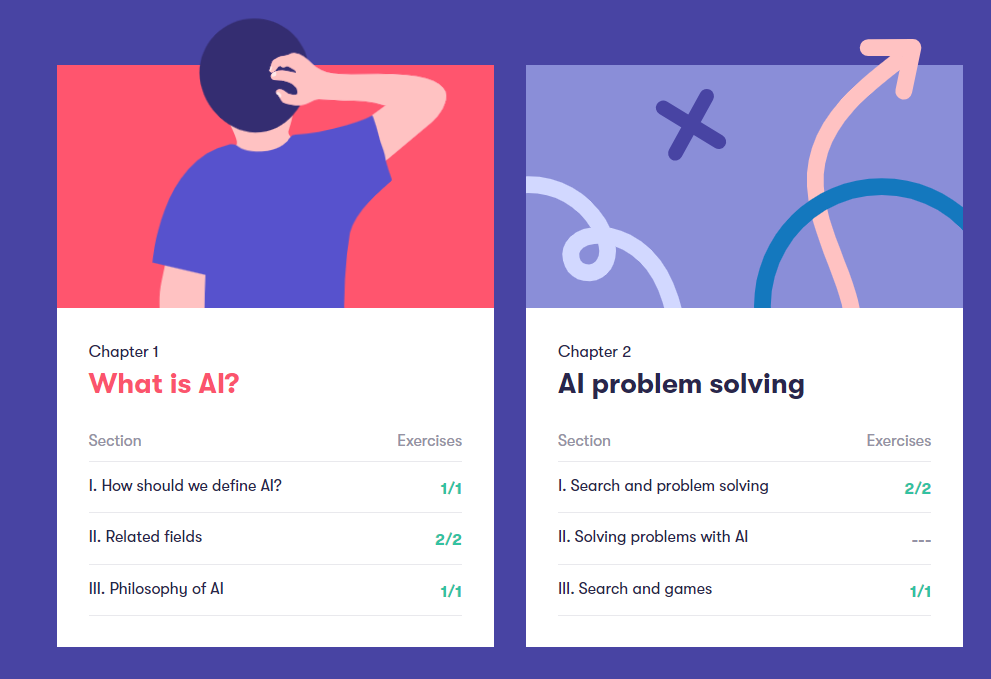 Chapter 1
What is AI?
Section Exercises
I. How should we define AI? 1/1
II. Related fields 2/2
III. Philosophy of AI 1/1
Chapter 2
AI problem solving
Section Exercises
I. Search and problem solving 2/2
II. Solving problems with AI ---
III. Search and games 1/1